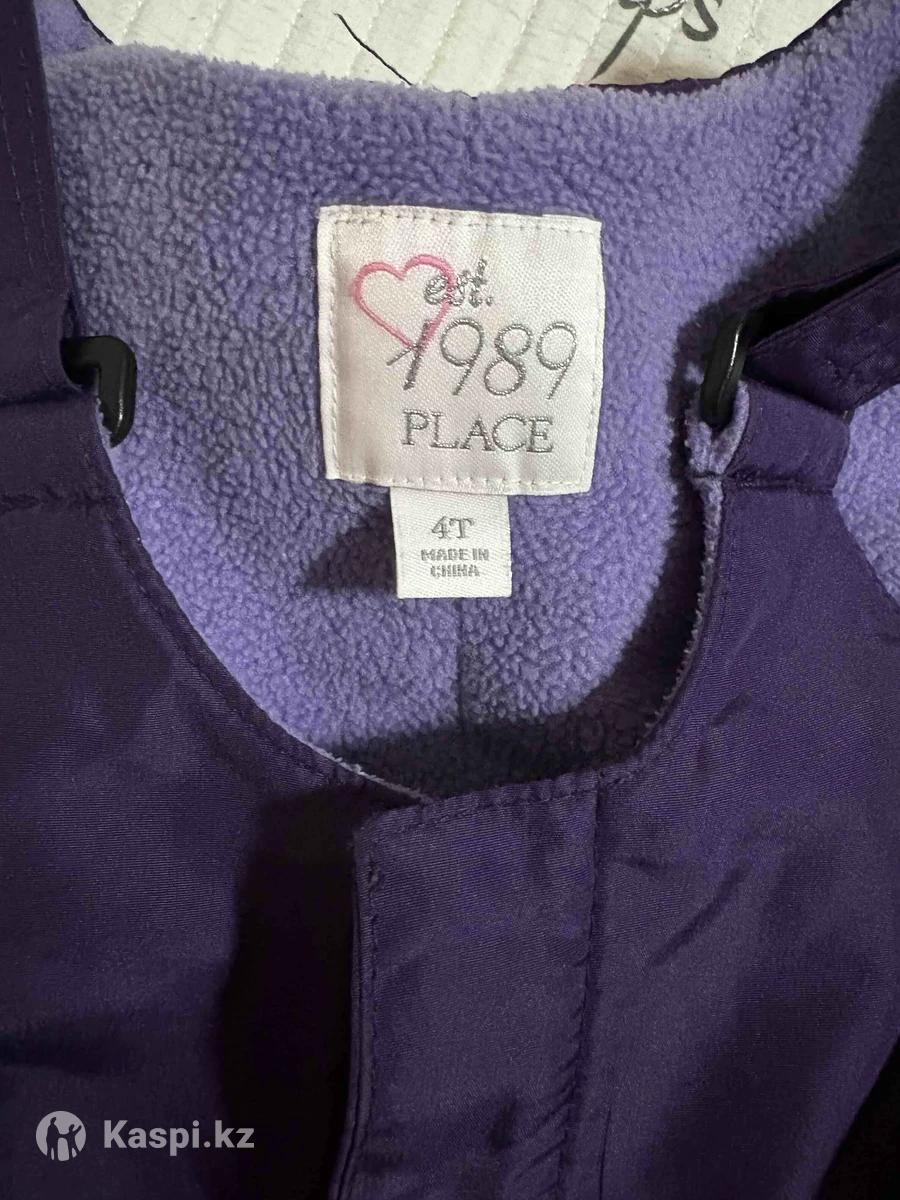 est.
1989
PLACE
4T
MADE IN
CHINA
Kaspi.kz